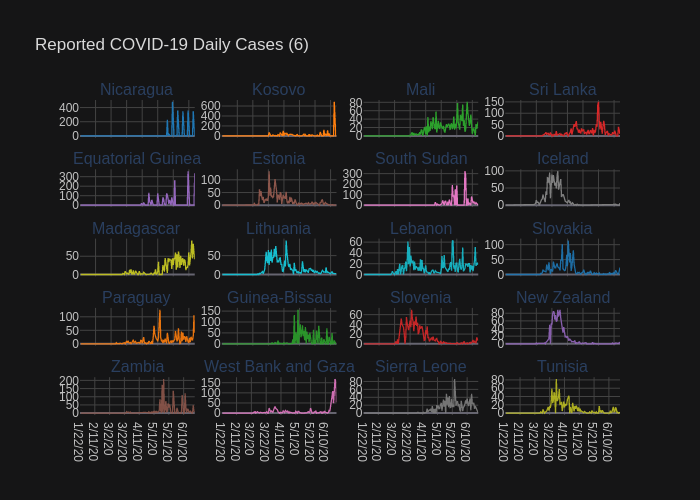 Reported COVID-19 Daily Cases (6)
Nicaragua Kosovo Mali Sri Lanka
400 200 0
600 400 200 0
80 60 40 20 0
150 100 50 0
Equatorial Guinea Estonia South Sudan Iceland
300 200 100 0
100 50 0
300 200 100 0
100 50 0
Madagascar Lithuania Lebanon Slovakia
50 0
50 0
60 40 20 0
100 50 0
Paraguay Guinea-Bissau Slovenia New Zealand
100 50 0
150 100 50 0
60 40 20 0
80 60 40 20 0
Zambia West Bank and Gaza Sierra Leone Tunisia
200 150 100 50 0
150 100 50 0
80 60 40 20 0
80 60 40 20 0
1/22/20 2/11/20 3/2/20 3/22/20 4/11/20 5/1/20 5/21/20 6/10/20
1/22/20 2/11/20 3/2/20 3/22/20 4/11/20 5/1/20 5/21/20 6/10/20
1/22/20 2/11/20 3/2/20 3/22/20 4/11/20 5/1/20 5/21/20 6/10/20
1/22/20 2/11/20 3/2/20 3/22/20 4/11/20 5/1/20 5/21/20 6/10/20